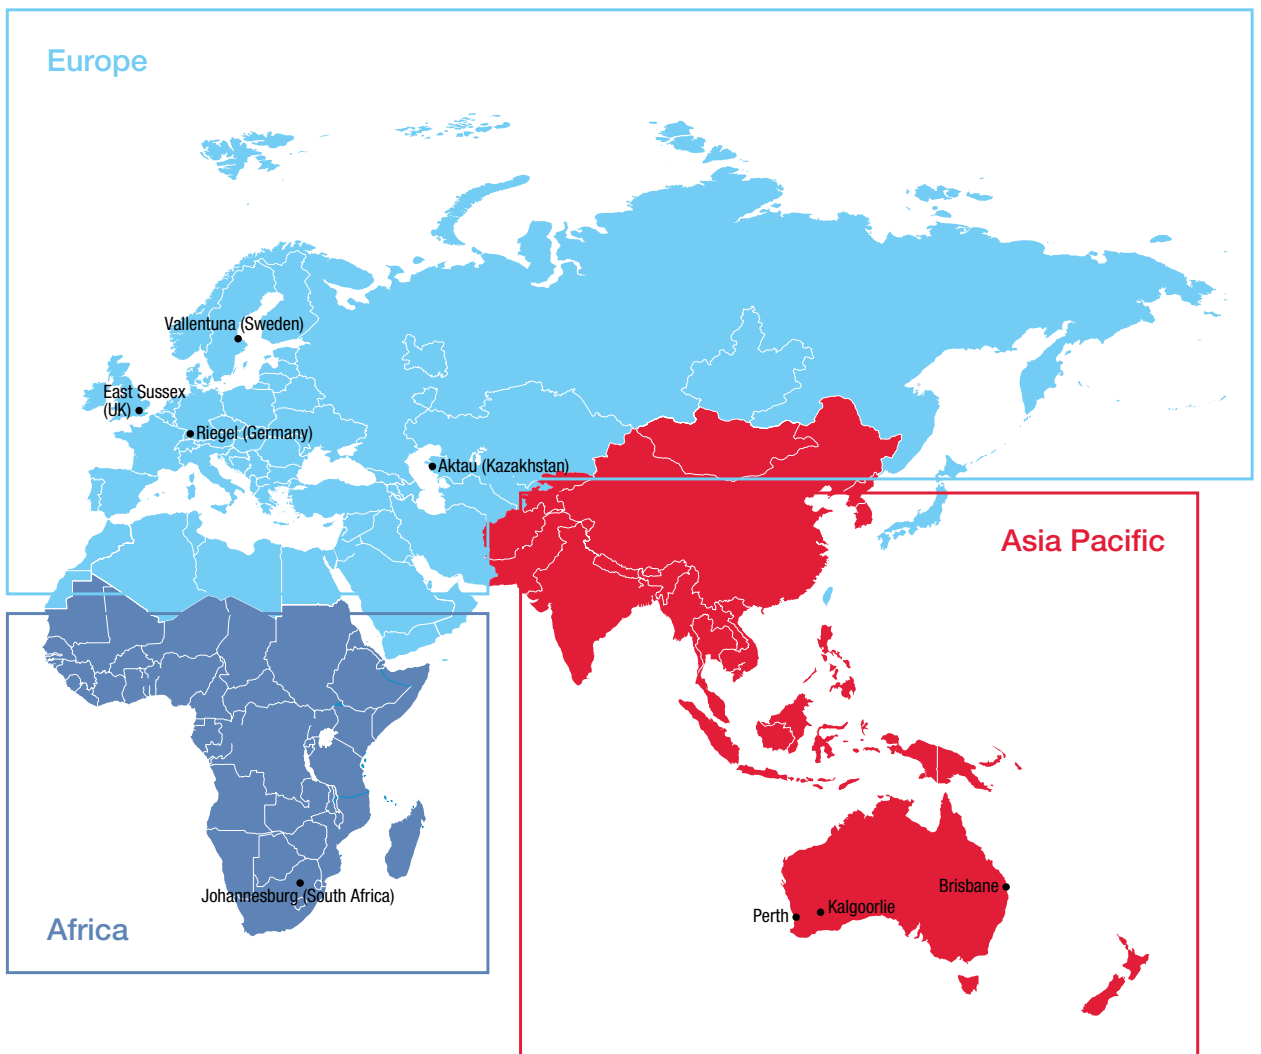 Europe
Vallentuna (Sweden)
East Sussex
(UK)
Riegel (Germany)
Aktau (Kazakhstan)
Asia Pacific
Johannesburg (South Africa)
Africa
Brisbane
Kalgoorlie
Perth